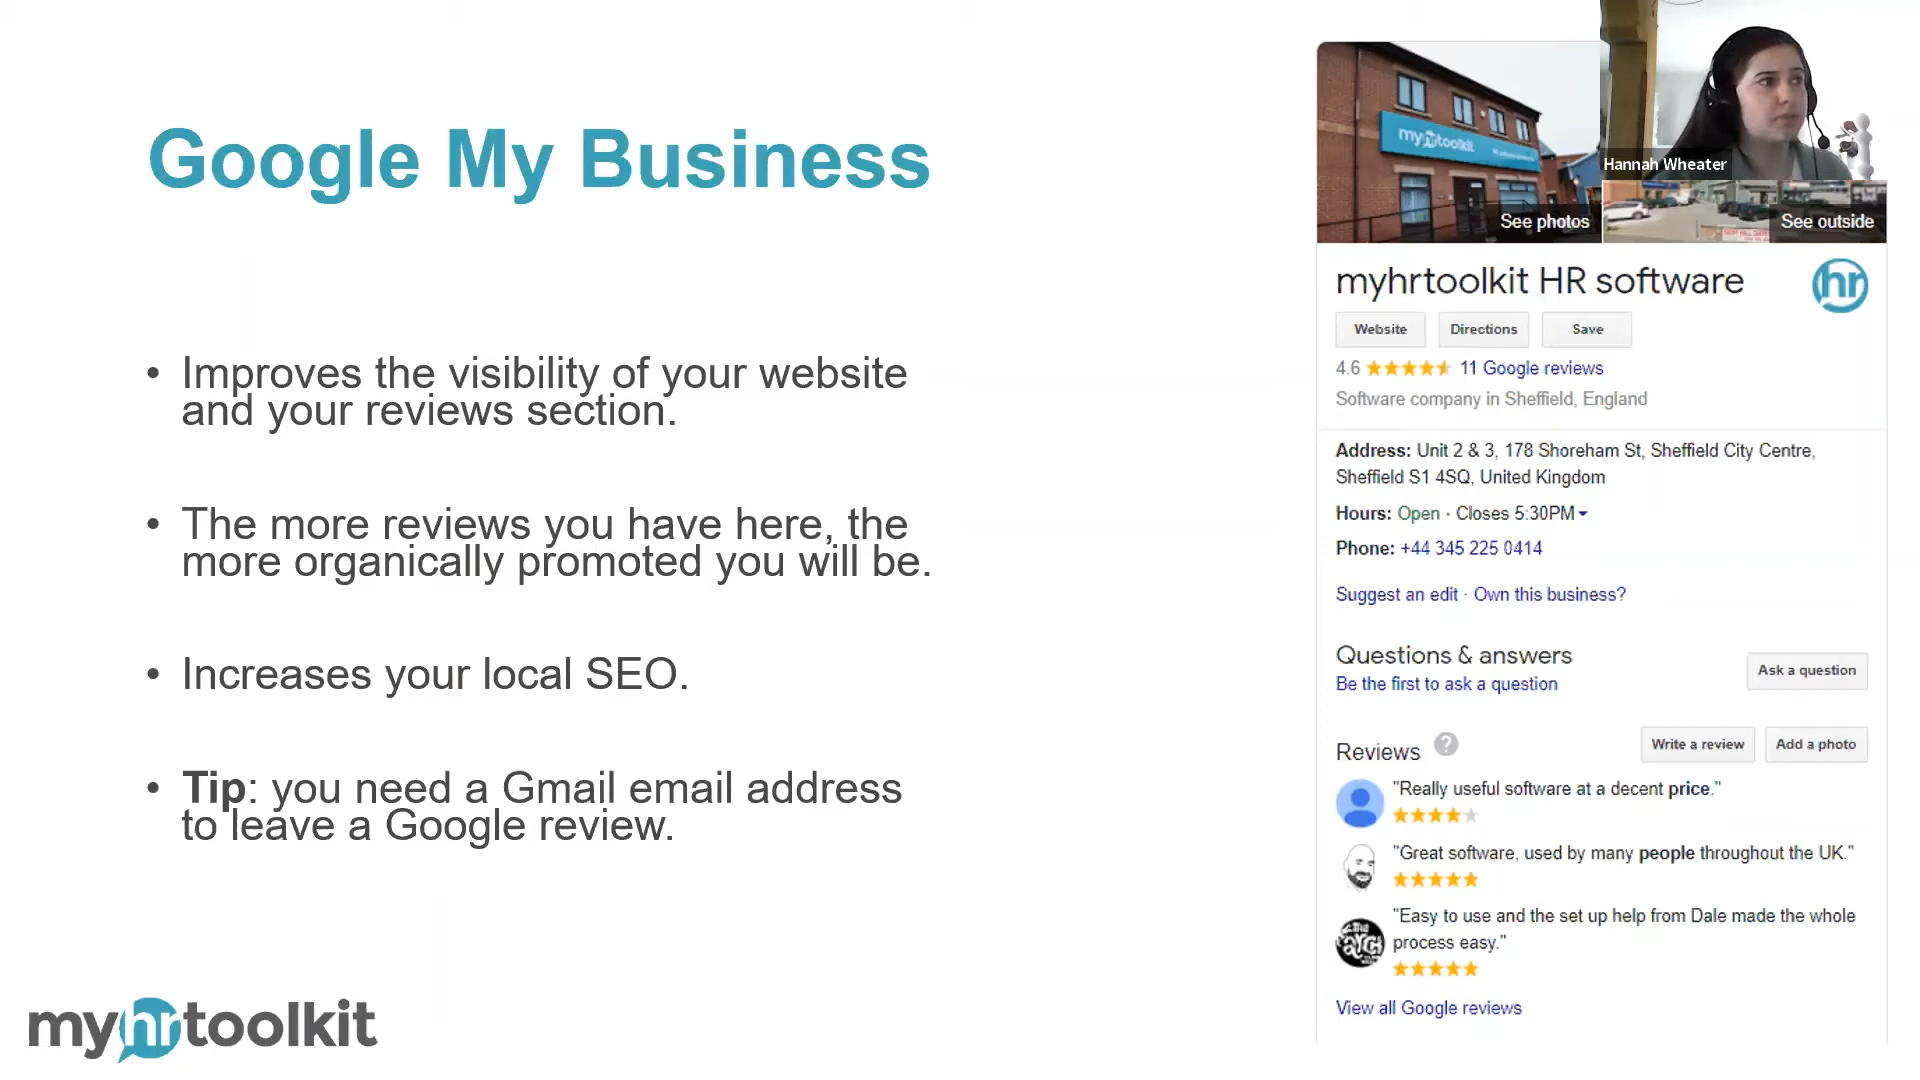 Google My Business
• Improves the visibility of your website
and your reviews section.
• The more reviews you have here, the
more organically promoted you will be.
• Increases your local SEO.
• Tip: you need a Gmail email address
to leave a Google review.
myhrtoolkit
myhrtoolkit
See photos
Hannah Wheater
See outside
myhrtoolkit HR software
hr
Website
Directions
Save
4.6 11 Google reviews
Software company in Sheffield, England
Address: Unit 2 & 3, 178 Shoreham St, Sheffield City Centre,
Sheffield S1 4SQ, United Kingdom
Hours: Open · Closes 5:30PM
Phone: +44 345 225 0414
Suggest an edit · Own this business?
Questions & answers
Be the first to ask a question
Ask a question
Reviews ?
Write a review
Add a photo
"Really useful software at a decent price."
"Great software, used by many people throughout the UK."
"Easy to use and the set up help from Dale made the whole
process easy."
View all Google reviews